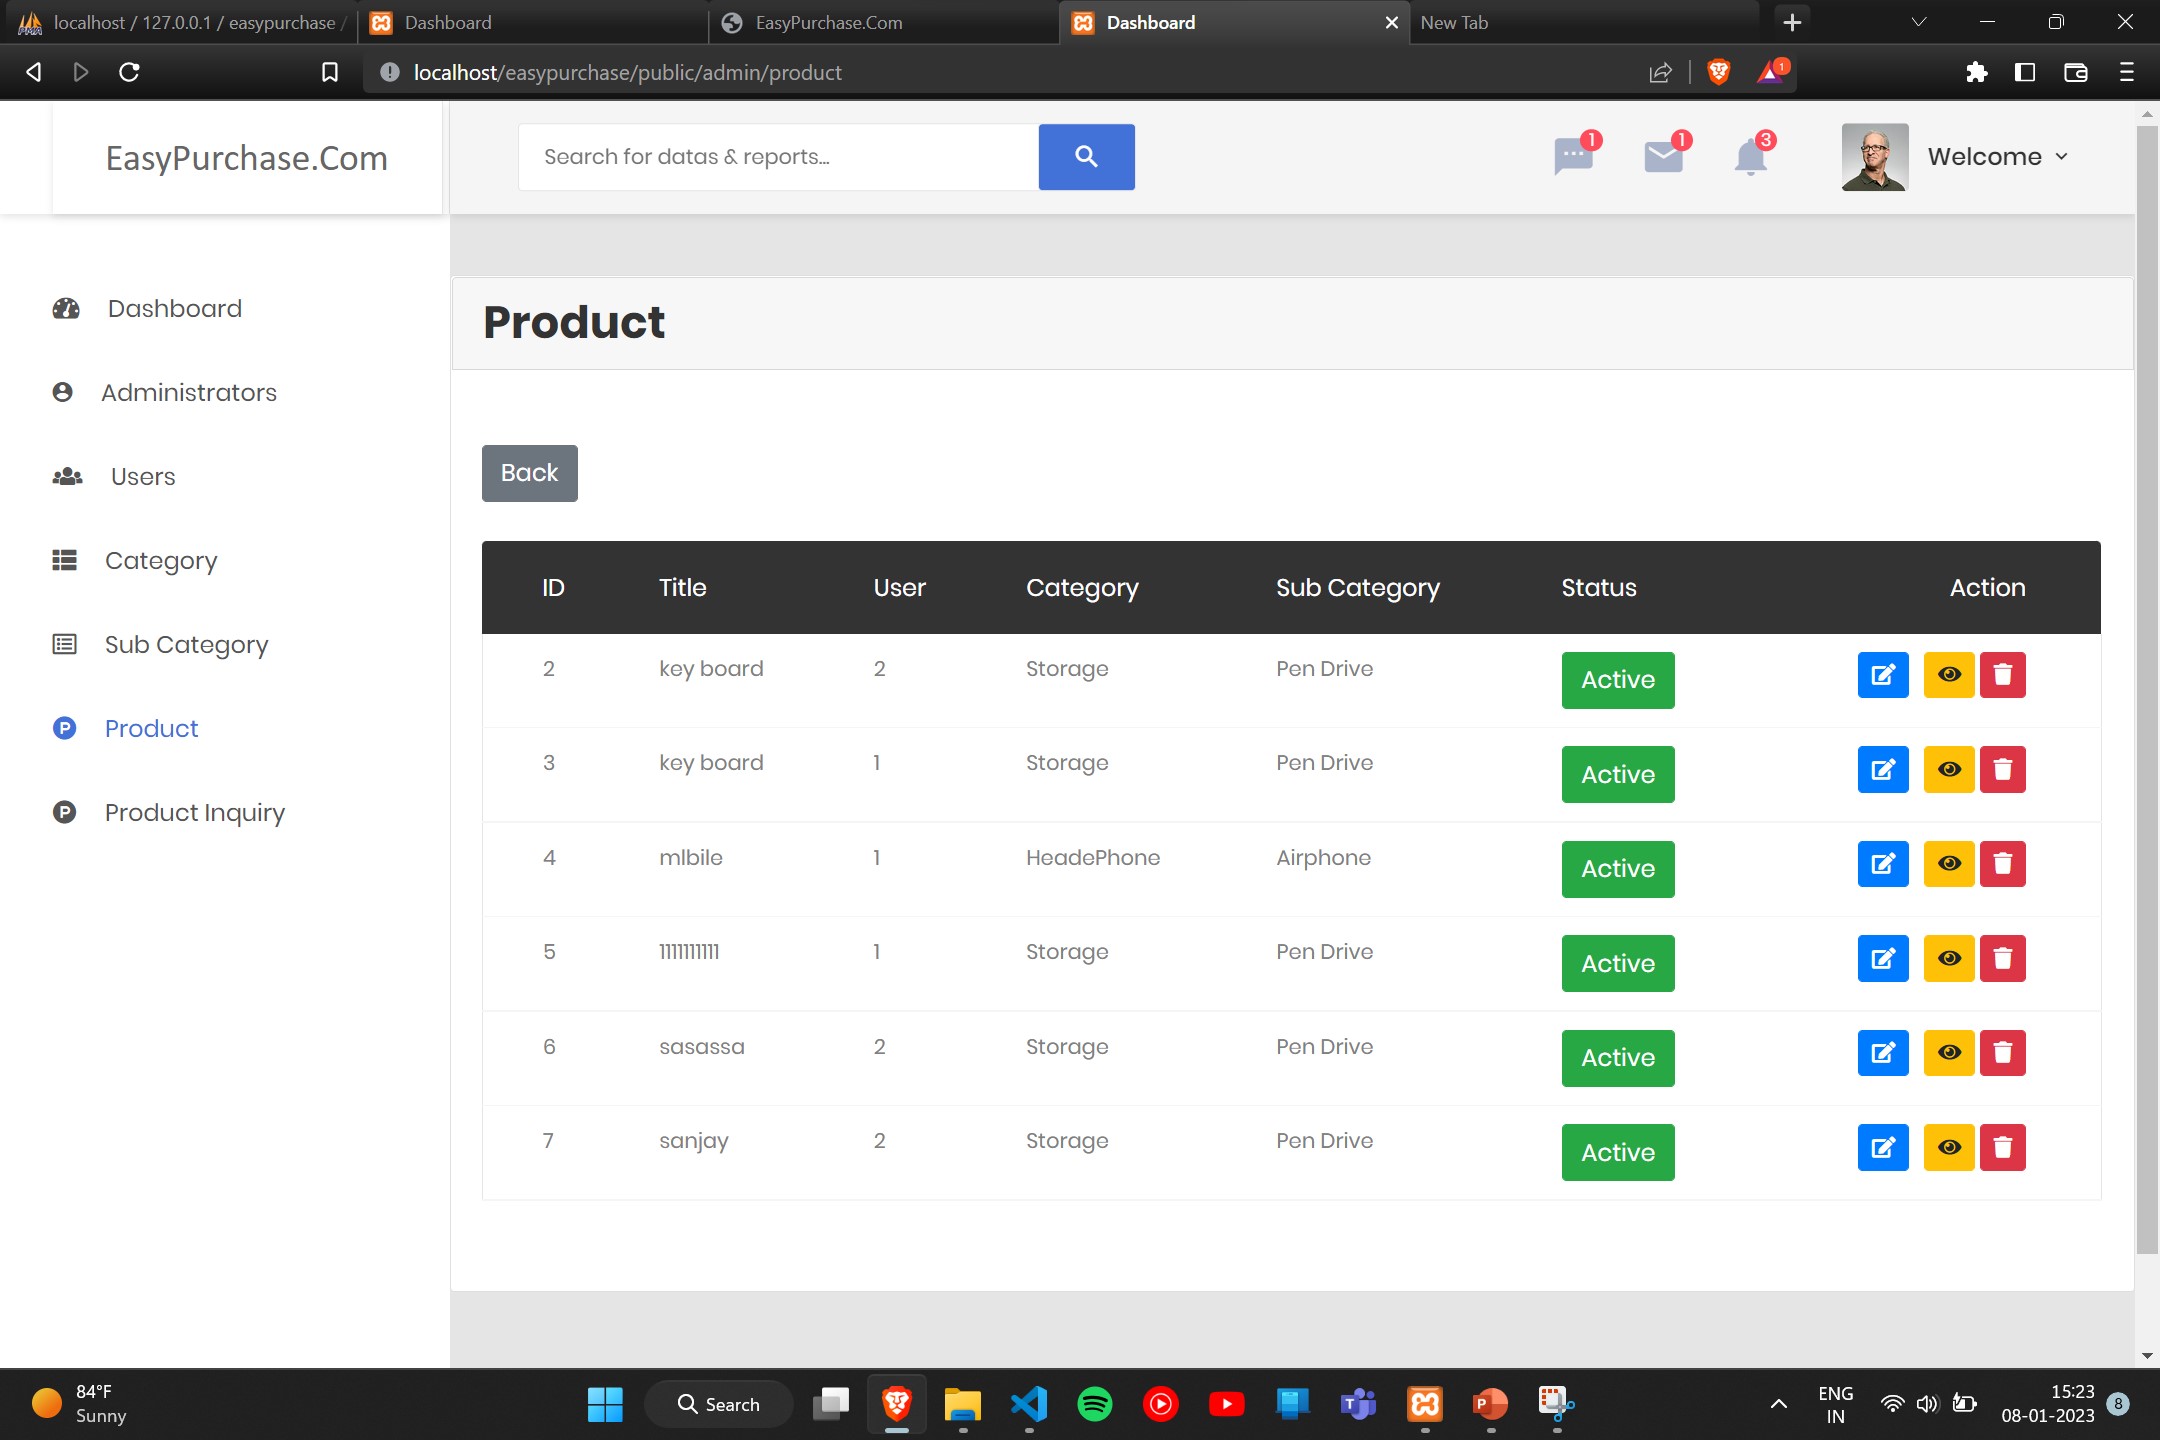 localhost / 127.0.0.1 / easypurchase /
Dashboard
EasyPurchase.Com
Dashboard
New Tab
localhost/easypurchase/public/admin/product
1
EasyPurchase.Com
Search for datas & reports...
1
1
3
Welcome
Dashboard
Administrators
Users
Category
Sub Category
Product
Product Inquiry
Product
Back
ID Title User Category Sub Category Status Action
2 key board 2 Storage Pen Drive Active
3 key board 1 Storage Pen Drive Active
4 mlbile 1 HeadePhone Airphone Active
5 1111111111 1 Storage Pen Drive Active
6 sasassa 2 Storage Pen Drive Active
7 sanjay 2 Storage Pen Drive Active
84°F
Sunny
Search
ENG
IN
15:23
08-01-2023
8